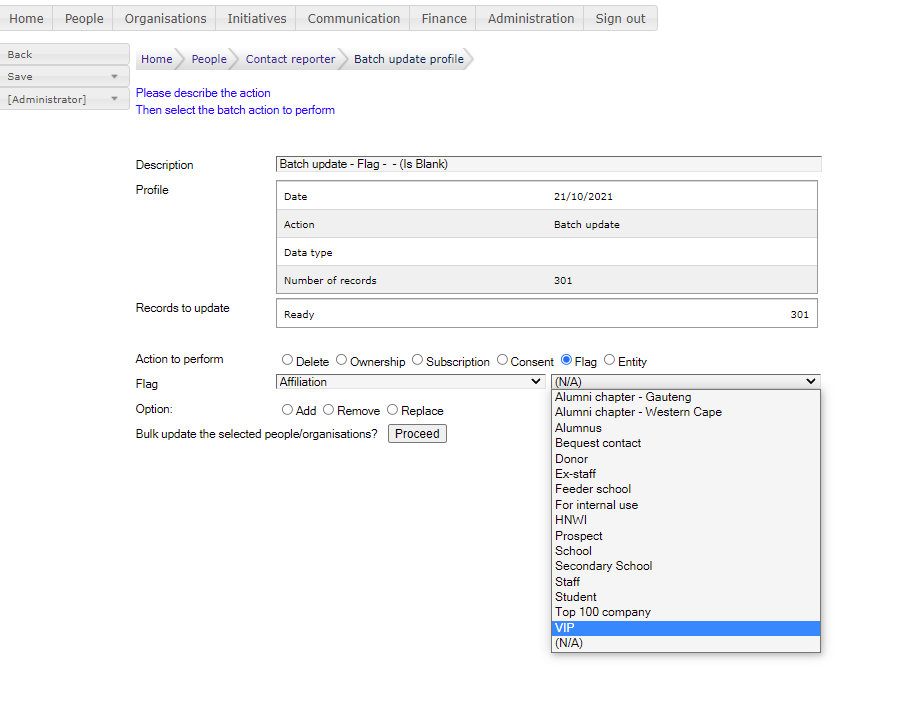 Home People Organisations Initiatives Communication Finance Administration Sign out
Back
Save
[Administrator]
Home People Contact reporter Batch update profile
Please describe the action
Then select the batch action to perform
Description Batch update - Flag -  - (Is Blank)
Profile
Date 21/10/2021
Action Batch update
Data type
Number of records 301
Records to update
Ready 301
Action to perform Delete Ownership Subscription Consent Flag Entity
Flag Affiliation (N/A)
Option: Add Remove Replace
Bulk update the selected people/organisations? Proceed
Alumni chapter - Gauteng
Alumni chapter - Western Cape
Alumnus
Bequest contact
Donor
Ex-staff
Feeder school
For internal use
HNWI
Prospect
School
Secondary School
Staff
Student
Top 100 company
VIP
(N/A)